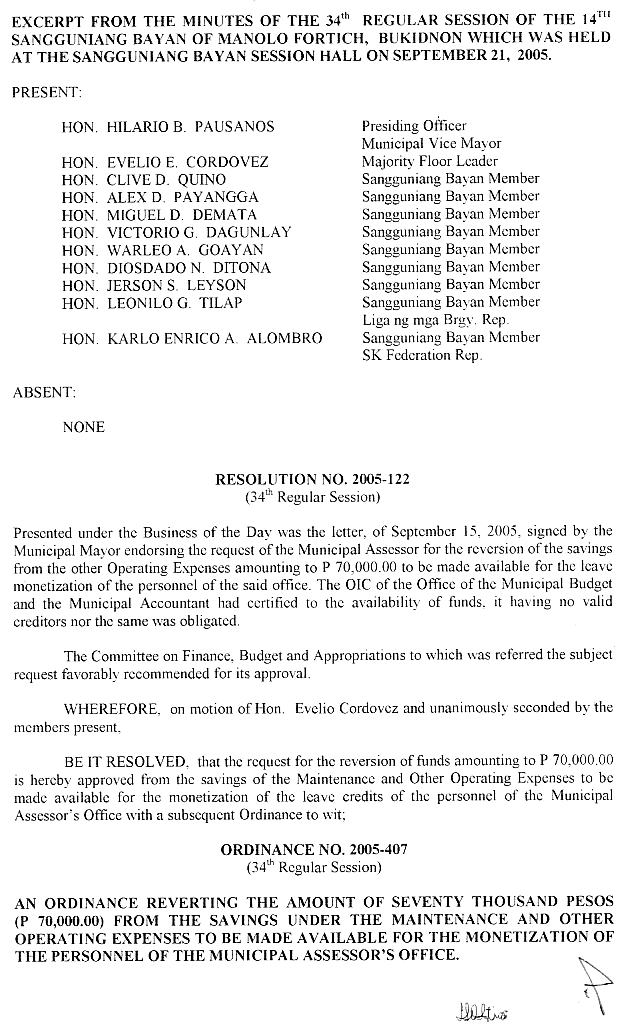 EXCERPT FROM THE MINUTES OF THE 34th REGULAR SESSION OF THE 14TH
SANGGUNIANG BAYAN OF MANOLO FORTICH, BUKIDNON WHICH WAS HELD
AT THE SANGGUNIANG BAYAN SESSION HALL ON SEPTEMBER 21, 2005.
PRESENT:
HON. HILARIO B. PAUSANOS Presiding Officer
Municipal Vice Mayor
HON. EVELIO E. CORDOVEZ Majority Floor Leader
HON. CLIVE D. QUINO Sangguniang Bayan Member
HON. ALEX D. PAYANGGA Sangguniang Bayan Member
HON. MIGUEL D. DEMATA Sangguniang Bayan Member
HON. VICTORIO G. DAGUNLAY Sangguniang Bayan Member
HON. WARLEO A. GOAYAN Sangguniang Bayan Member
HON. DIOSDADO N. DITONA Sangguniang Bayan Member
HON. JERSON S. LEYSON Sangguniang Bayan Member
HON. LEONILO G. TILAP Sangguniang Bayan Member
Liga ng mga Brgy. Rep.
HON. KARLO ENRICO A. ALOMBRO Sangguniang Bayan Member
SK Federation Rep.
ABSENT:
NONE
RESOLUTION NO. 2005-122
(34th Regular Session)
Presented under the Business of the Day was the letter, of September 15, 2005, signed by the
Municipal Mayor endorsing the request of the Municipal Assessor for the reversion of the savings
from the other Operating Expenses amounting to P 70,000.00 to be made available for the leave
monetization of the personnel of the said office. The OIC of the Office of the Municipal Budget
and the Municipal Accountant had certified to the availability of funds, it having no valid
creditors nor the same was obligated.
The Committee on Finance, Budget and Appropriations to which was referred the subject
request favorably recommended for its approval.
WHEREFORE, on motion of Hon. Evelio Cordovez and unanimously seconded by the
members present,
BE IT RESOLVED, that the request for the reversion of funds amounting to P 70,000.00
is hereby approved from the savings of the Maintenance and Other Operating Expenses to be
made available for the monetization of the leave credits of the personnel of the Municipal
Assessor's Office with a subsequent Ordinance to wit;
ORDINANCE NO. 2005-407
(34th Regular Session)
AN ORDINANCE REVERTING THE AMOUNT OF SEVENTY THOUSAND PESOS
(P 70,000.00) FROM THE SAVINGS UNDER THE MAINTENANCE AND OTHER
OPERATING EXPENSES TO BE MADE AVAILABLE FOR THE MONETIZATION OF
THE PERSONNEL OF THE MUNICIPAL ASSESSOR'S OFFICE.